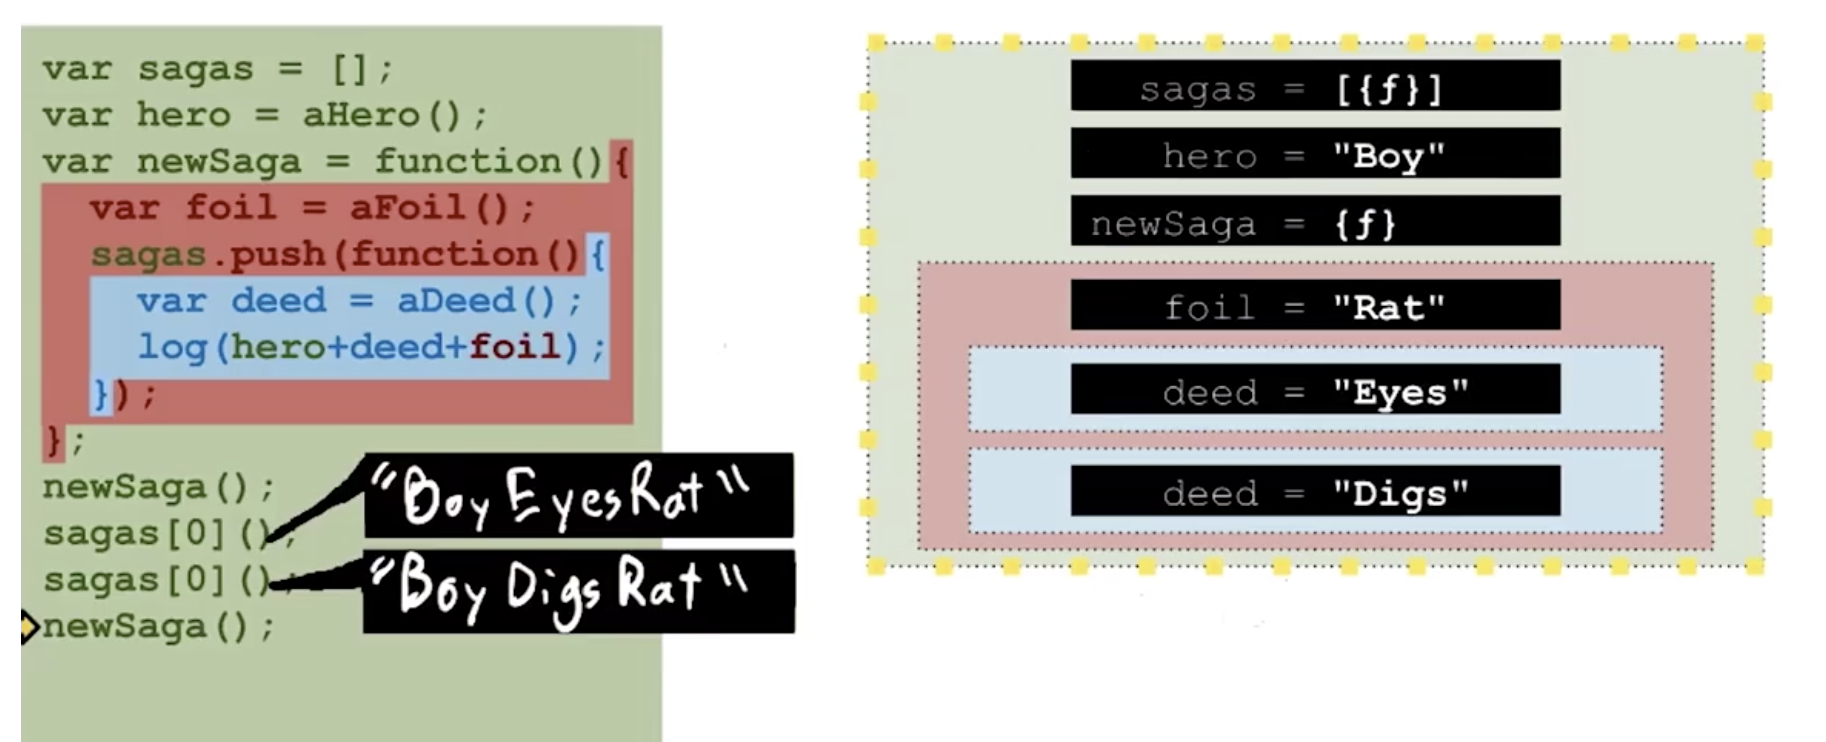 var sagas = [];
var hero = aHero();
var newSaga = function(){
var foil = aFoil();
sagas.push(function(){
var deed = aDeed();
log(hero+deed+foil);
});
};
newSaga();
sagas[0]();
sagas[0]();
newSaga();
"Boy EyesRat"
"Boy Digs Rat"
sagas = [{ƒ}]
hero = "Boy"
newSaga = {ƒ}
foil = "Rat"
deed = "Eyes"
deed = "Digs"